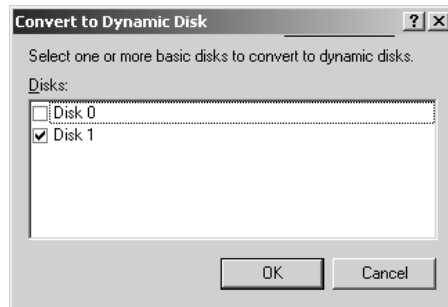 Convert to Dynamic Disk
Select one or more basic disks to convert to dynamic disks.
Disks:
Disk 0
Disk 1
OK
Cancel